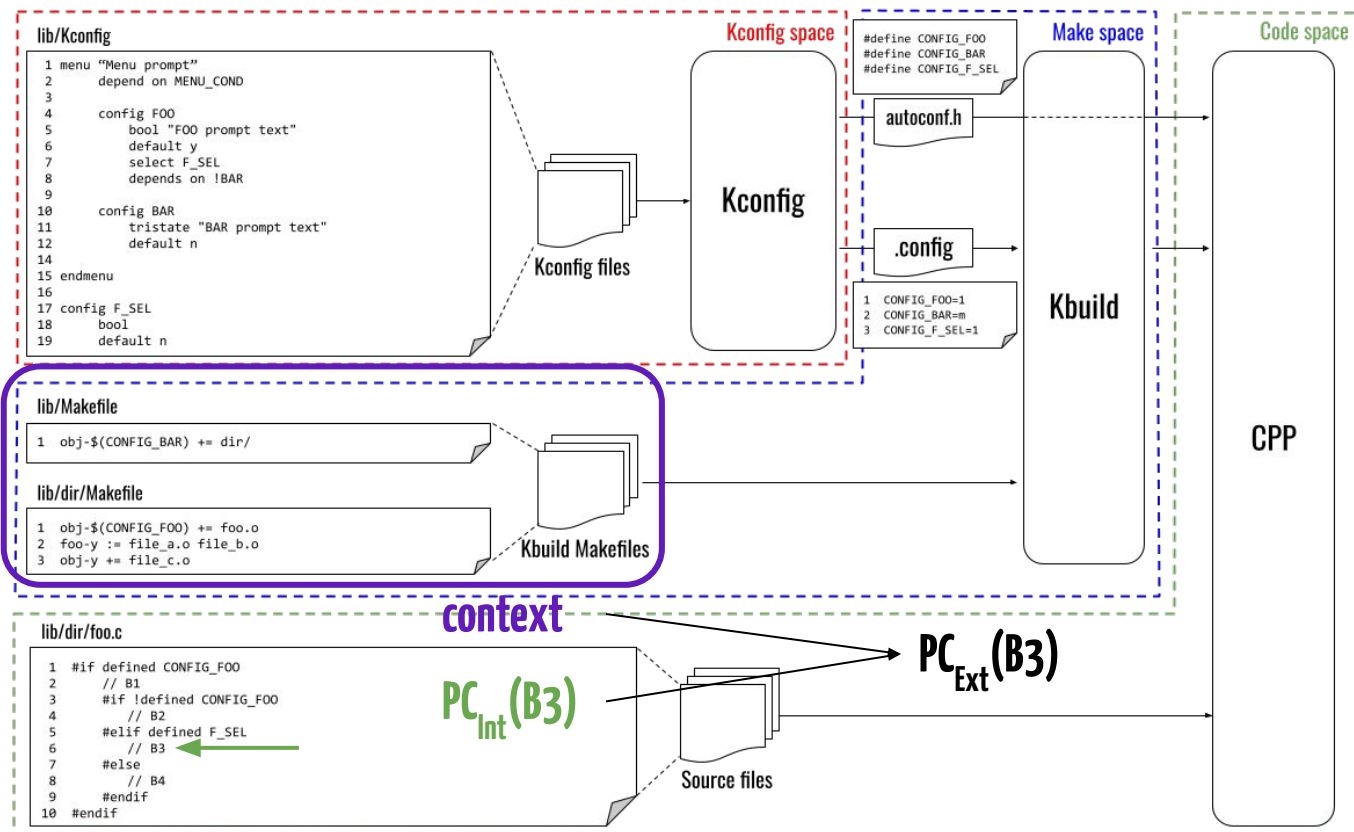 lib/Kconfig
1 menu “Menu prompt”
2 depend on MENU_COND
3
4 config FOO
5 bool "FOO prompt text"
6 default y
7 select F_SEL
8 depends on !BAR
9
10 config BAR
11 tristate "BAR prompt text"
12 default n
14
15 endmenu
16
17 config F_SEL
18 bool
19 default n
Kconfig files
Kconfig space
Kconfig
#define CONFIG_FOO
#define CONFIG_BAR
#define CONFIG_F_SEL
autoconf.h
.config
1 CONFIG_FOO=1
2 CONFIG_BAR=m
3 CONFIG_F_SEL=1
Make space
Kbuild
Code space
CPP
lib/Makefile
1 obj-$(CONFIG_BAR) += dir/
lib/dir/Makefile
1 obj-$(CONFIG_FOO) += foo.o
2 foo-y := file_a.o file_b.o
3 obj-y += file_c.o
Kbuild Makefiles
context
PCInt(B3)
PCExt(B3)
lib/dir/foo.c
1 #if defined CONFIG_FOO
2 // B1
3 #if !defined CONFIG_FOO
4 // B2
5 #elif defined F_SEL
6 // B3
7 #else
8 // B4
9 #endif
10 #endif
Source files